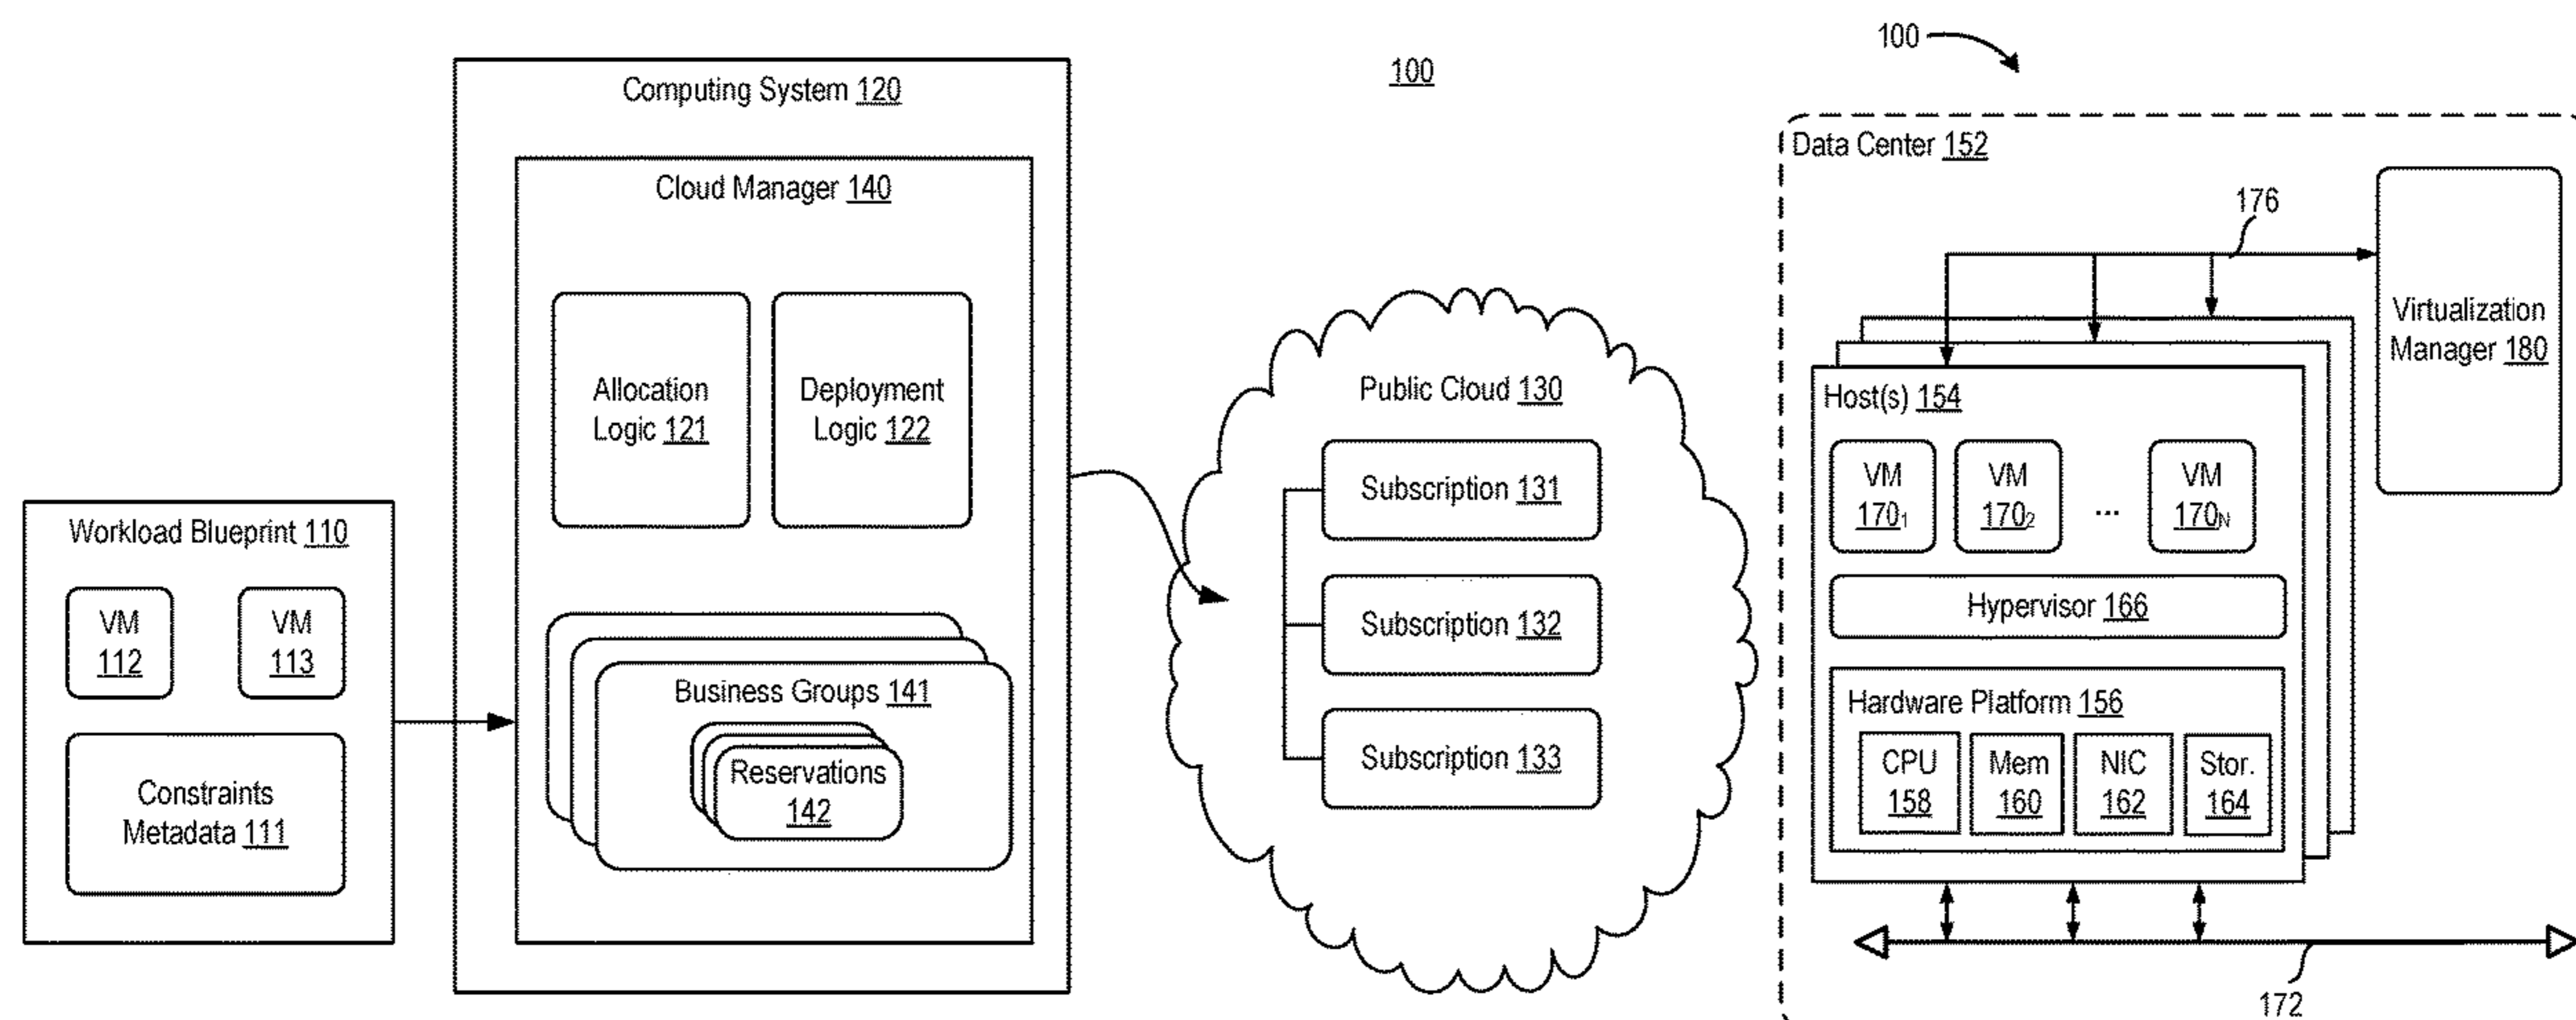 100
Computing System 120
Cloud Manager 140
Allocation
Logic 121
Deployment
Logic 122
Business Groups 141
Reservations
142
Workload Blueprint 110
VM
112
VM
113
Constraints
Metadata 111
Public Cloud 130
Subscription 131
Subscription 132
Subscription 133
100
Data Center 152
176
Virtualization
Manager 180
Host(s) 154
VM
170₁
VM
170₂
...
VM
170N
Hypervisor 166
Hardware Platform 156
CPU
158
Mem
160
NIC
162
Stor.
164
172